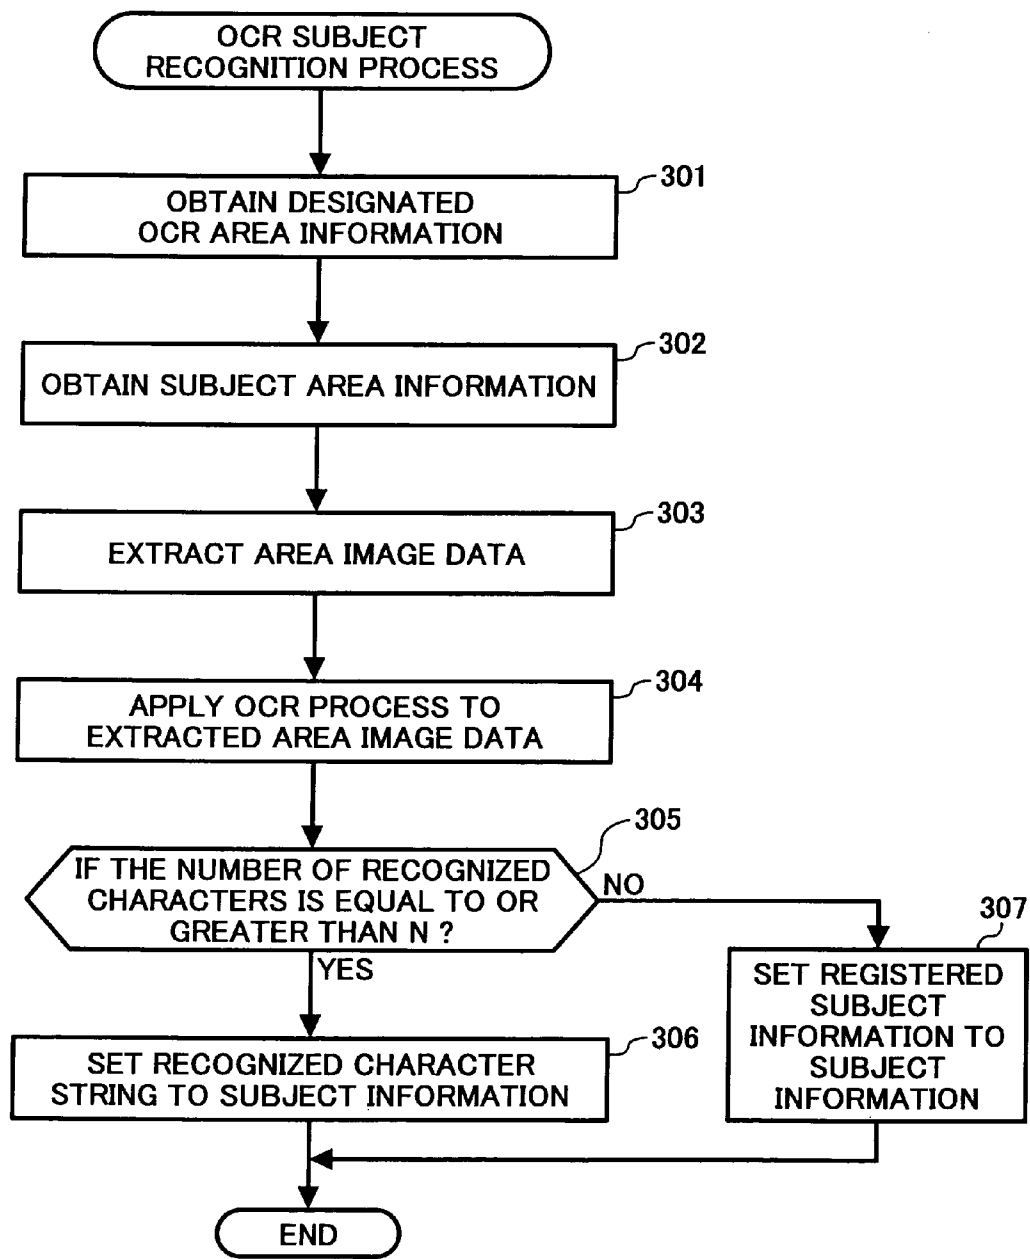 OCR SUBJECT
RECOGNITION PROCESS
301
OBTAIN DESIGNATED
OCR AREA INFORMATION
302
OBTAIN SUBJECT AREA INFORMATION
303
EXTRACT AREA IMAGE DATA
304
APPLY OCR PROCESS TO
EXTRACTED AREA IMAGE DATA
305
IF THE NUMBER OF RECOGNIZED
CHARACTERS IS EQUAL TO OR
GREATER THAN N ?
NO
YES
307
SET REGISTERED
SUBJECT
INFORMATION TO
SUBJECT
INFORMATION
306
SET RECOGNIZED CHARACTER
STRING TO SUBJECT INFORMATION
END